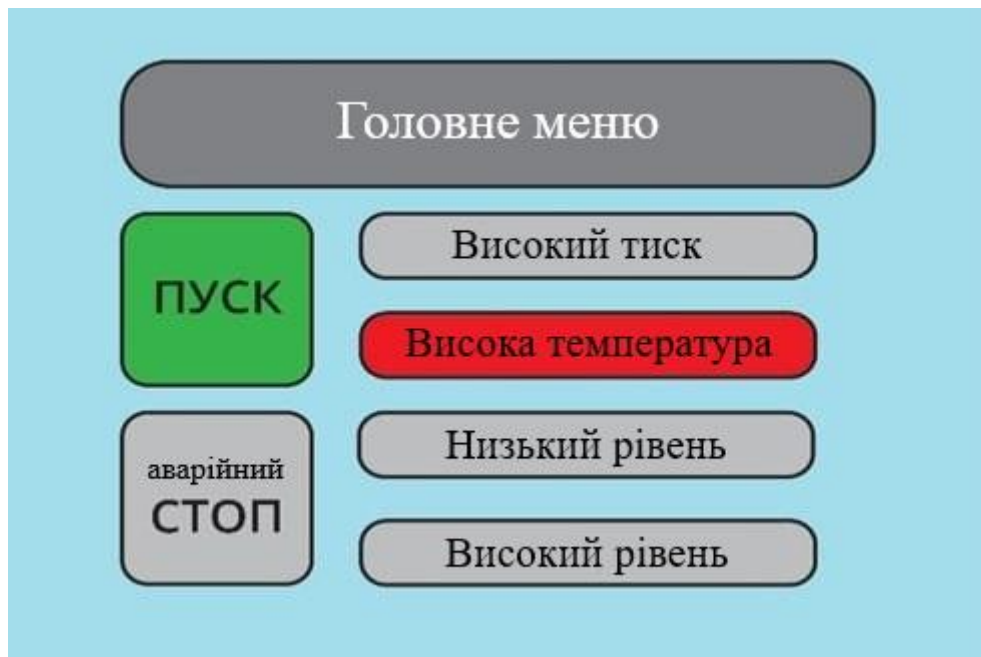 Головне меню
ПУСК
Високий тиск
Висока температура
аварійний
СТОП
Низький рівень
Високий рівень